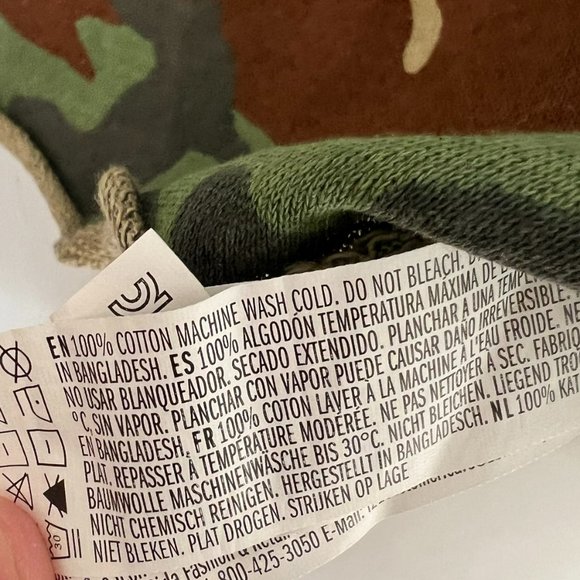 EN 100% COTTON MACHINE WASH COLD. DO NOT BLEACH.
IN BANGLADESH. ES 100% ALGODÓN TEMPERATURA MAXIMA DE
NO USAR BLANQUEADOR. SECADO EXTENDIDO. PLANCHAR A UNA TEMPERAT
°C, SIN VAPOR. PLANCHAR CON VAPOR PUEDE CAUSAR DAÑO IRREVERSIBLE.
EN BANGLADESH. FR 100% COTON LAVER A LA MACHINE À L'EAU FROIDE. NE
PLAT. REPASSER À TEMPÉRATURE MODÉRÉE. NE PAS NETTOYER A SEC. FABRIQ
BAUMWOLLE MASCHINENWÄSCHE BIS 30°C. NICHT BLEICHEN. LIEGEND TRO
NICHT CHEMISCH REINIGEN. HERGESTELLT IN BANGLADESCH. NL 100% KAT
NIET BLEKEN. PLAT DROGEN. STRIJKEN OP LAGE
30
800-425-3050 E-Mail: